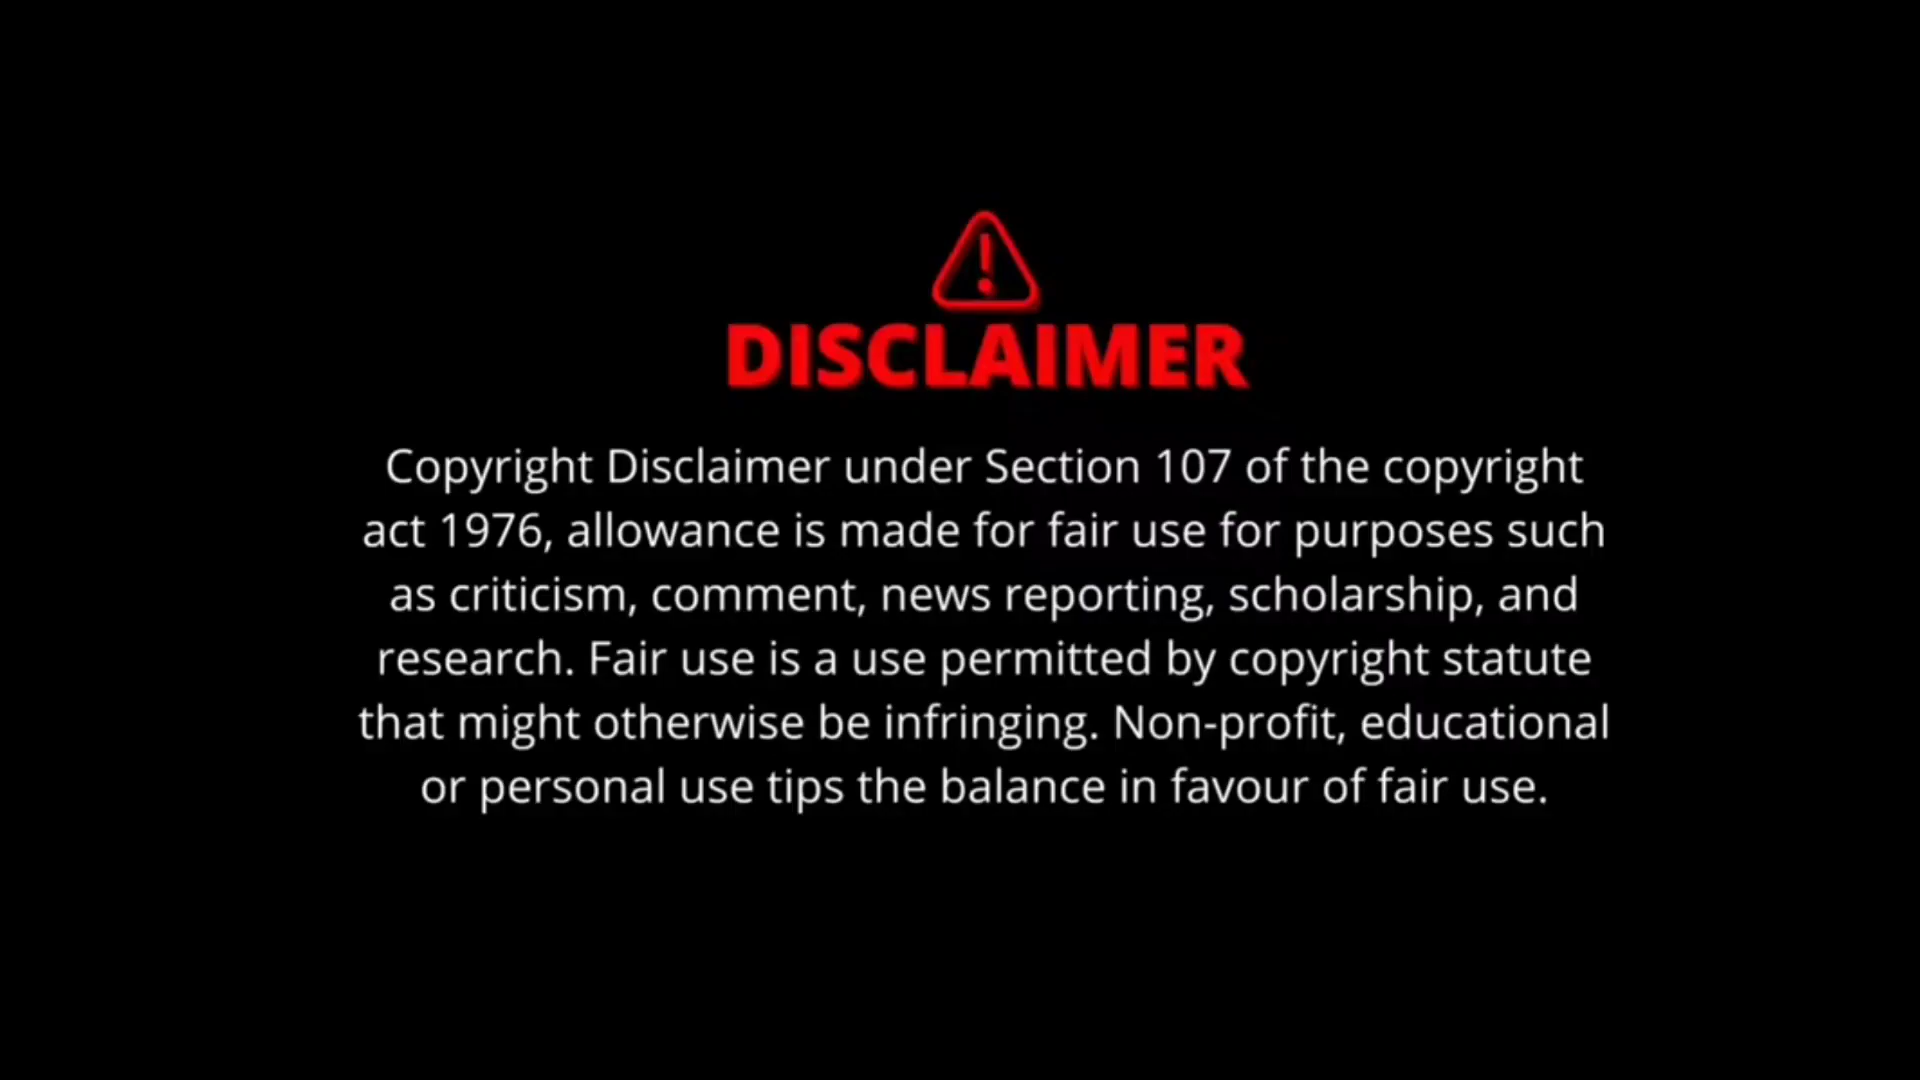 DISCLAIMER
Copyright Disclaimer under Section 107 of the copyright
act 1976, allowance is made for fair use for purposes such
as criticism, comment, news reporting, scholarship, and
research. Fair use is a use permitted by copyright statute
that might otherwise be infringing. Non-profit, educational
or personal use tips the balance in favour of fair use.